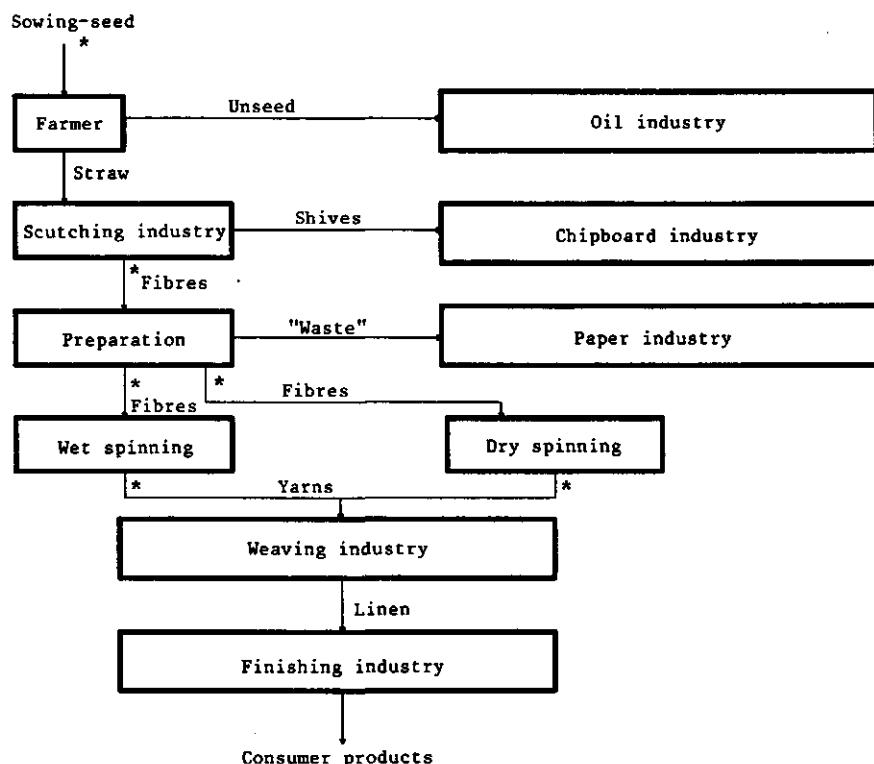 Sowing-seed
*
Unseed
Farmer
Oil industry
Straw
Shives
Scutching industry
Chipboard industry
*
Fibres
"Waste"
Preparation
Paper industry
* *
Fibres
Fibres
Wet spinning
Dry spinning
* Yarns *
Weaving industry
Linen
Finishing industry
Consumer products